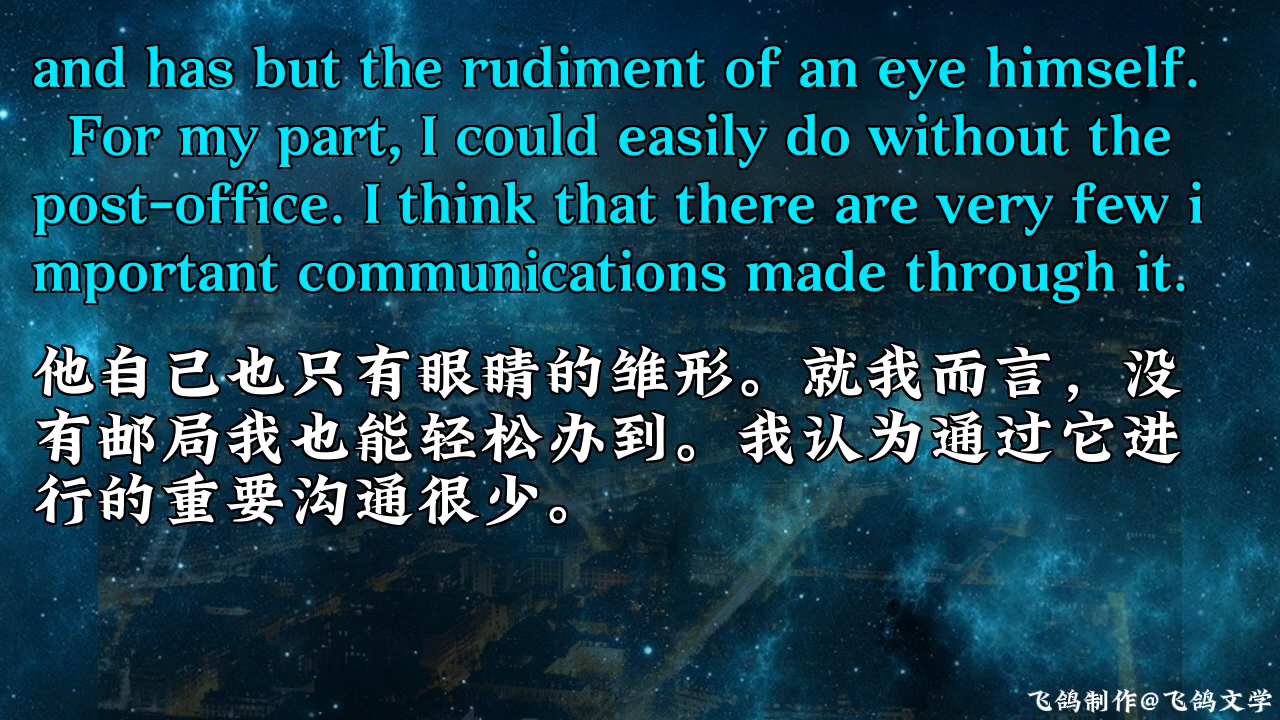 and has but the rudiment of an eye himself.
For my part, I could easily do without the
post-office. I think that there are very few i
mportant communications made through it.
他自己也只有眼睛的雏形。就我而言，没
有邮局我也能轻松办到。我认为通过它进
行的重要沟通很少。
飞鸽制作@飞鸽文学